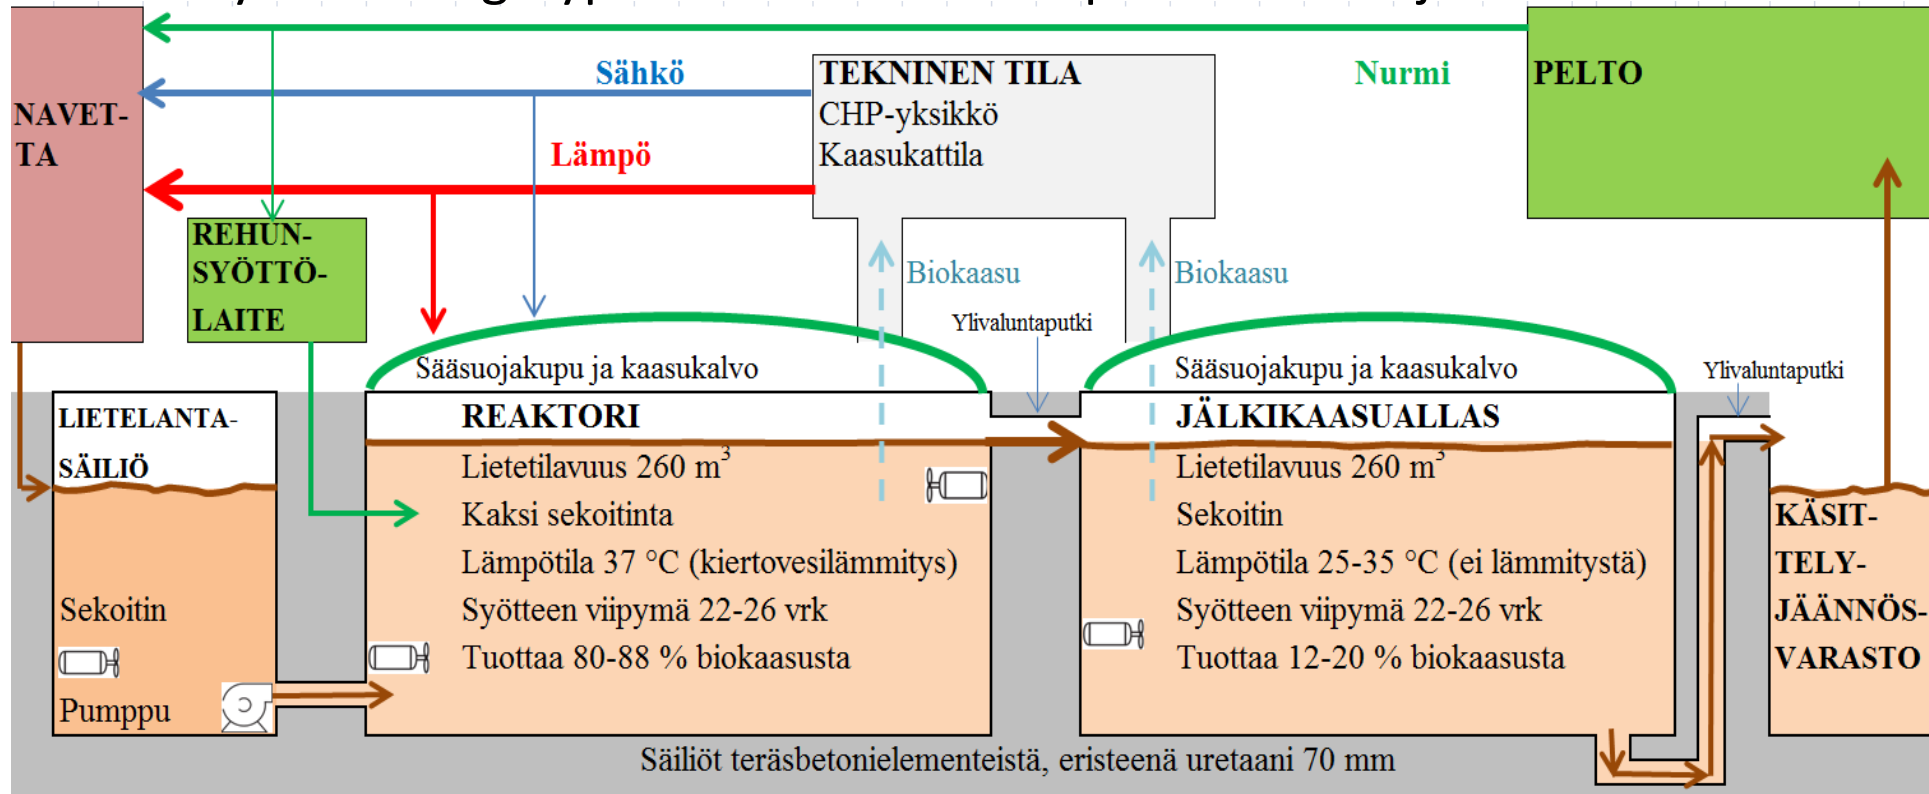 Sähkö
TEKNINEN TILA
Nurmi
PELTO
NAVET-
TA
CHP-yksikkö
Kaasukattila
Lämpö
REHUN-
SYÖTTÖ-
LAITE
Biokaasu
Biokaasu
Ylivaluntaputki
Sääsuojakupu ja kaasukalvo
Sääsuojakupu ja kaasukalvo
Ylivaluntaputki
LIETELANTA-
SÄILIÖ
Sekoitin
Pumppu
REAKTORI
Lietetilavuus 260 m³
Kaksi sekoitinta
Lämpötila 37 °C (kiertovesilämmitys)
Syötteen viipymä 22-26 vrk
Tuottaa 80-88 % biokaasusta
JÄLKIKAASUALLAS
Lietetilavuus 260 m³
Sekoitin
Lämpötila 25-35 °C (ei lämmitystä)
Syötteen viipymä 22-26 vrk
Tuottaa 12-20 % biokaasusta
KÄSIT-
TELY-
JÄÄNNÖS-
VARASTO
Säiliöt teräsbetonielementeistä, eristeenä uretaani 70 mm